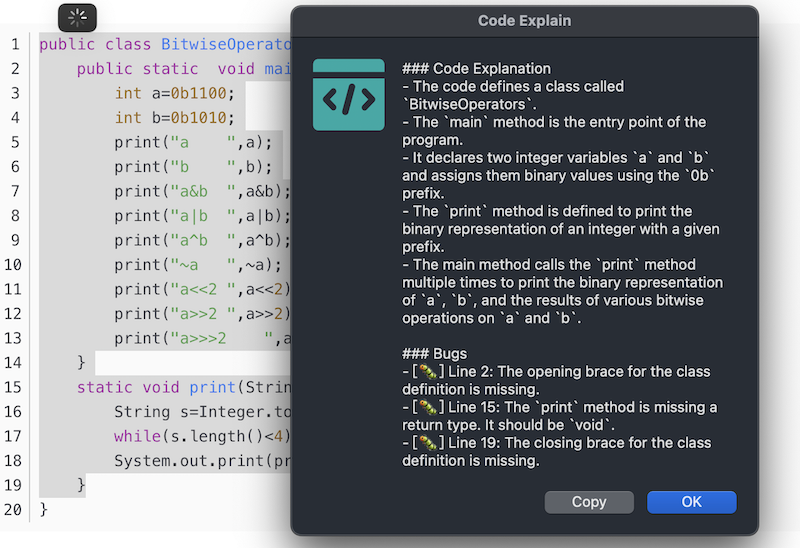 Code Explain
1 public class BitwiseOperato
2 public static void mai
3 int a=0b1100;
4 int b=0b1010;
5 print("a    ",a);
6 print("b    ",b);
7 print("a&b  ",a&b);
8 print("a|b  ",a|b);
9 print("a^b  ",a^b);
10 print("~a   ",~a);
11 print("a<<2 ",a<<2)
12 print("a>>2 ",a>>2)
13 print("a>>>2    ",a
14 }
15 static void print(Strin
16 String s=Integer.to
17 while(s.length()<4)
18 System.out.print(pr
19 }
20 }
### Code Explanation
- The code defines a class called
`BitwiseOperators`.
- The `main` method is the entry point of the
program.
- It declares two integer variables `a` and `b`
and assigns them binary values using the `0b`
prefix.
- The `print` method is defined to print the
binary representation of an integer with a given
prefix.
- The main method calls the `print` method
multiple times to print the binary representation
of `a`, `b`, and the results of various bitwise
operations on `a` and `b`.
### Bugs
- [🐛] Line 2: The opening brace for the class
definition is missing.
- [🐛] Line 15: The `print` method is missing a
return type. It should be `void`.
- [🐛] Line 19: The closing brace for the class
definition is missing.
Copy
OK